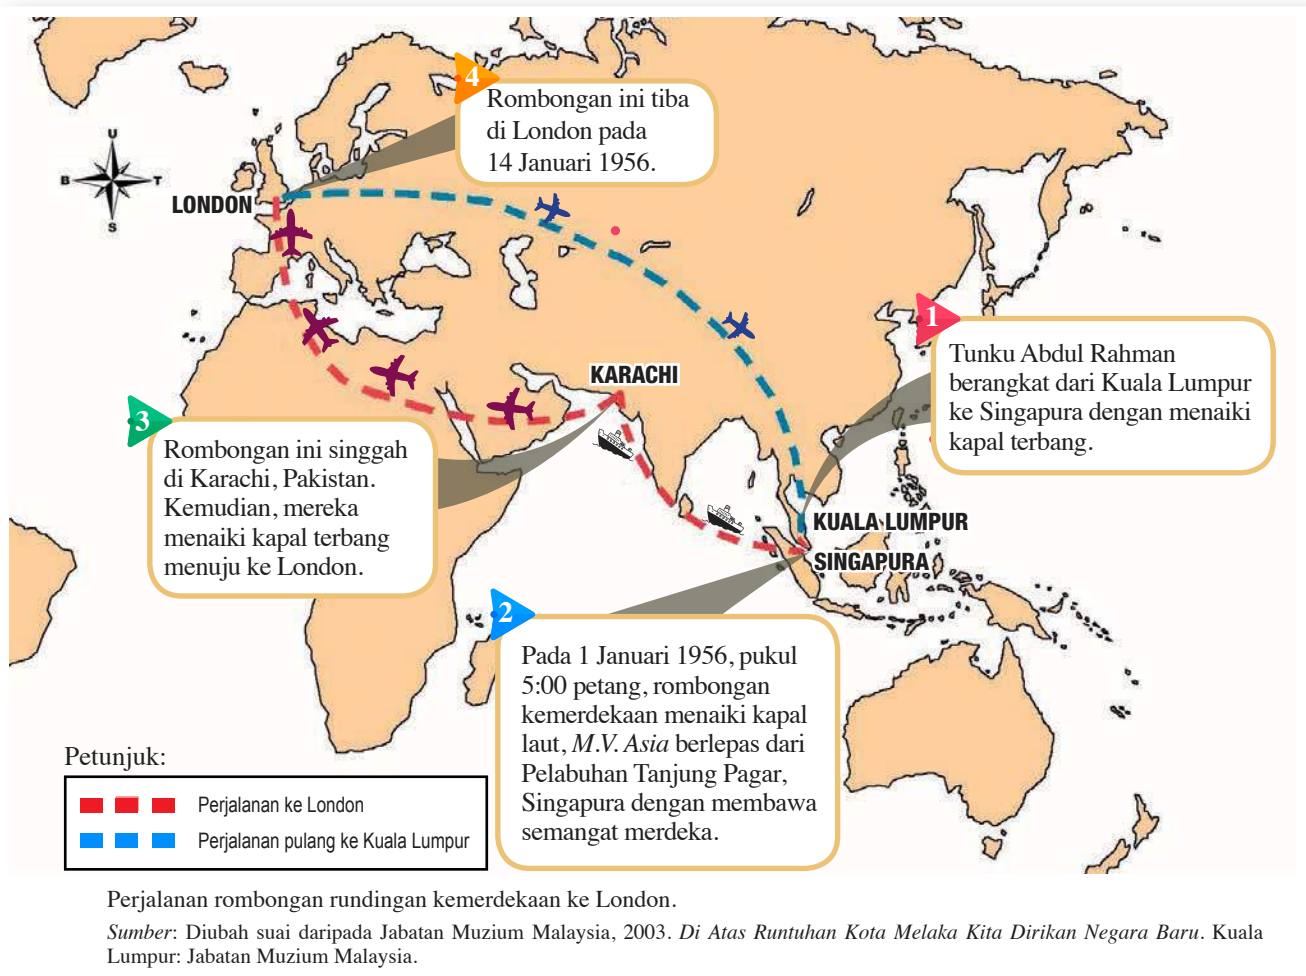 4
Rombongan ini tiba
di London pada
14 Januari 1956.
U
B
T
S
LONDON
1
Tunku Abdul Rahman
berangkat dari Kuala Lumpur
ke Singapura dengan menaiki
kapal terbang.
KARACHI
3
Rombongan ini singgah
di Karachi, Pakistan.
Kemudian, mereka
menaiki kapal terbang
menuju ke London.
KUALA LUMPUR
SINGAPURA
2
Pada 1 Januari 1956, pukul
5:00 petang, rombongan
kemerdekaan menaiki kapal
laut, M.V. Asia berlepas dari
Pelabuhan Tanjung Pagar,
Singapura dengan membawa
semangat merdeka.
Petunjuk:
Perjalanan ke London
Perjalanan pulang ke Kuala Lumpur
Perjalanan rombongan rundingan kemerdekaan ke London.
Sumber: Diubah suai daripada Jabatan Muzium Malaysia, 2003. Di Atas Runtuhan Kota Melaka Kita Dirikan Negara Baru. Kuala
Lumpur: Jabatan Muzium Malaysia.